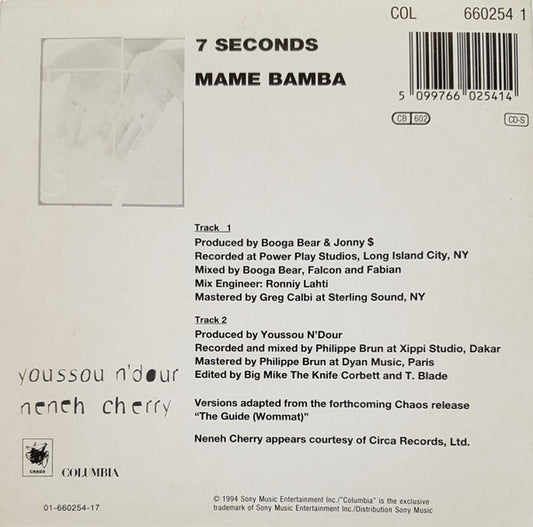 COL 660254 1
7 SECONDS
MAME BAMBA
5 099766 025414
CB 602
CD-S
S 7
Track 1
Produced by Booga Bear & Jonny $
Recorded at Power Play Studios, Long Island City, NY
Mixed by Booga Bear, Falcon and Fabian
Mix Engineer: Ronniy Lahti
Mastered by Greg Calbi at Sterling Sound, NY
Track 2
Produced by Youssou N'Dour
Recorded and mixed by Philippe Brun at Xippi Studio, Dakar
Mastered by Philippe Brun at Dyan Music, Paris
Edited by Big Mike The Knife Corbett and T. Blade
youssou n'dour
neneh cherry
Versions adapted from the forthcoming Chaos release
"The Guide (Wommat)"
Neneh Cherry appears courtesy of Circa Records, Ltd.
CHAOS
COLUMBIA
01-660254-17
© 1994 Sony Music Entertainment Inc./"Columbia" is the exclusive
trademark of Sony Music Entertainment Inc./Distribution Sony Music